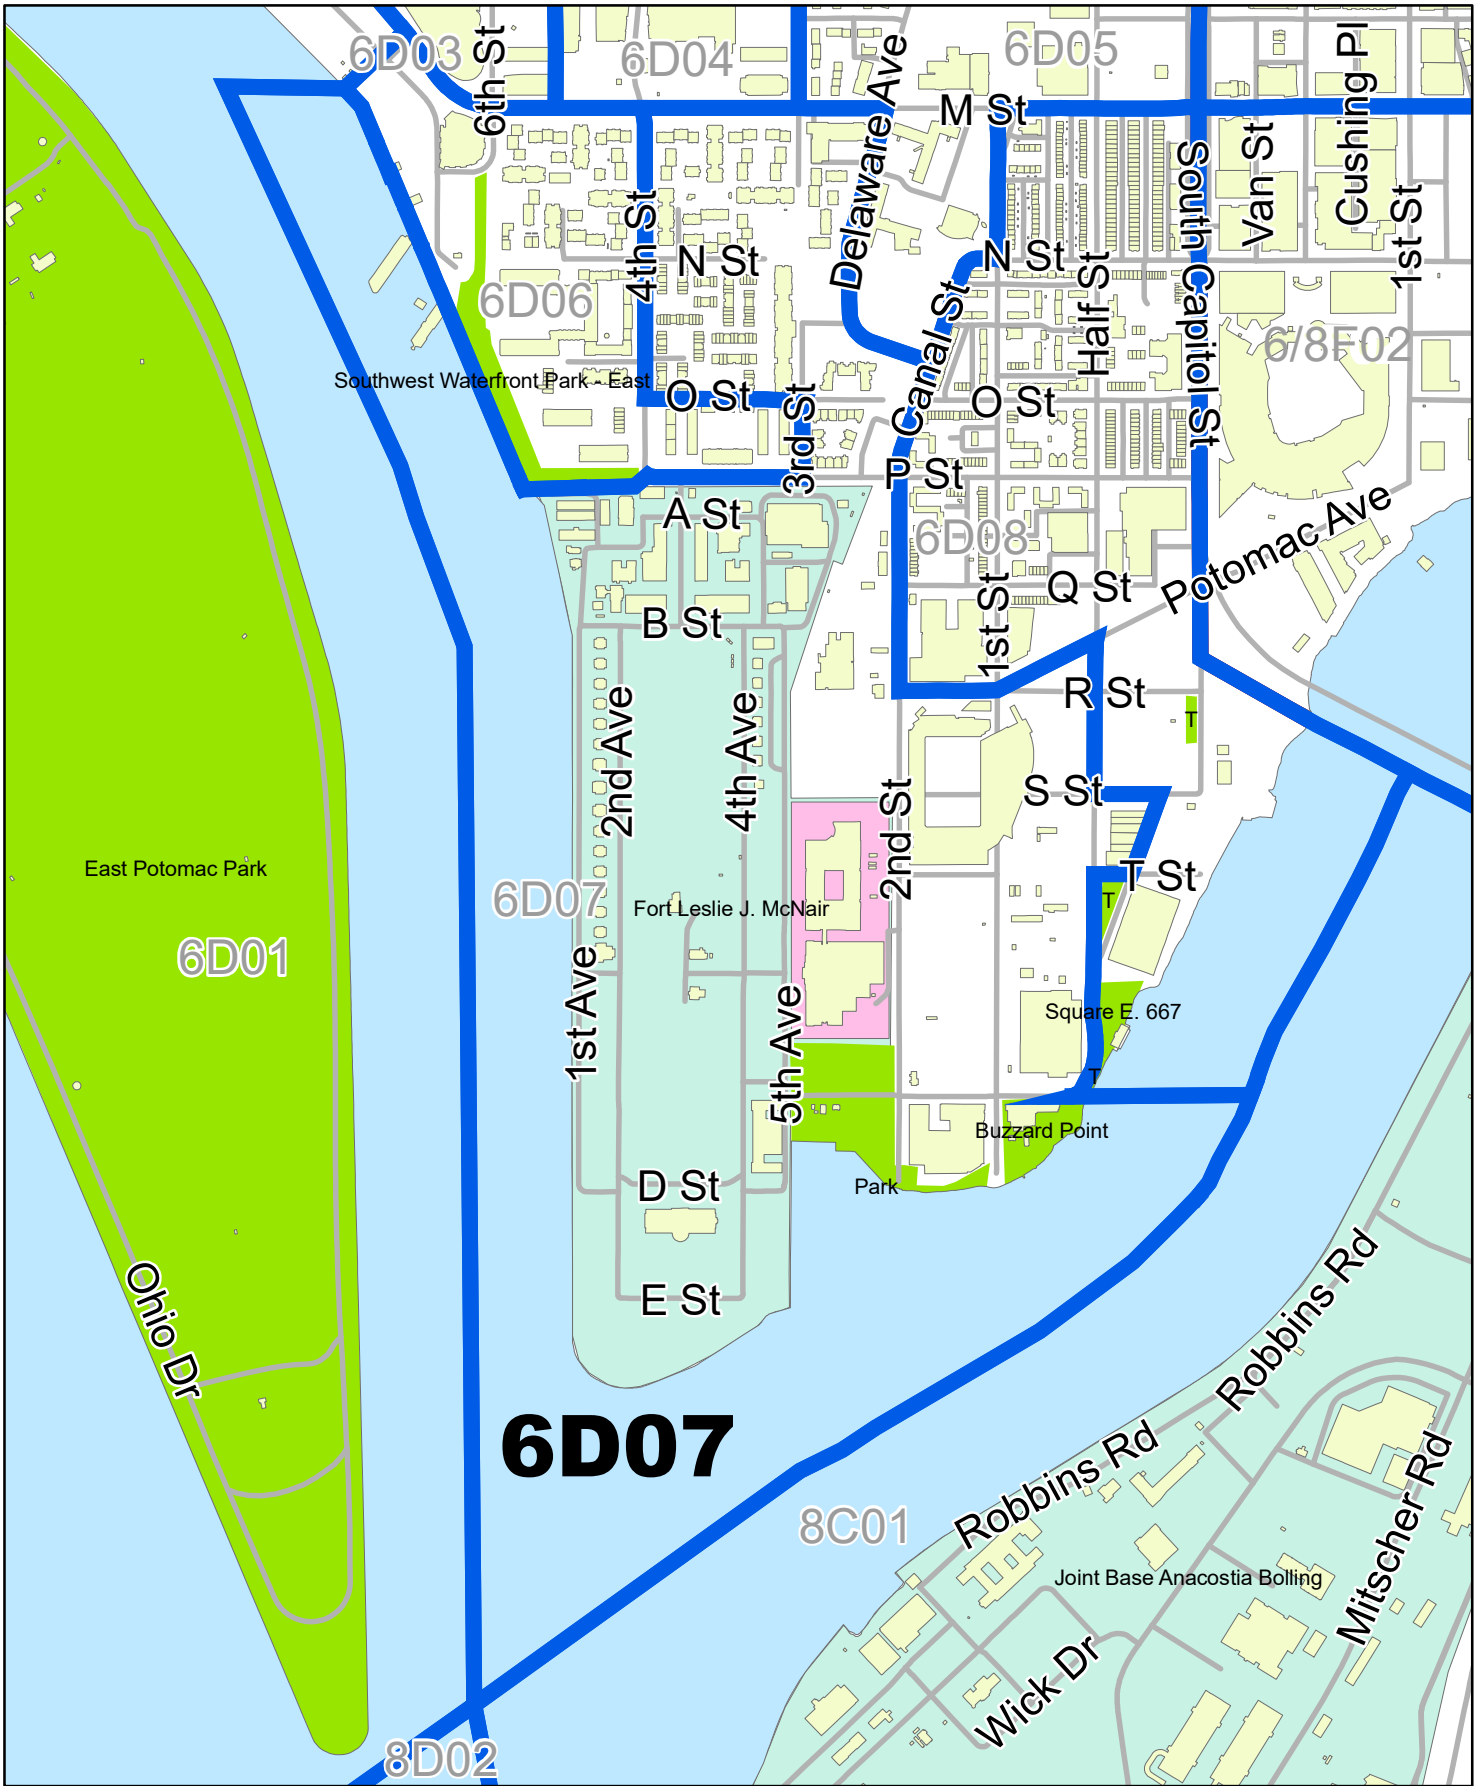 6D03
6th St
6D04
Delaware Ave
6D05
M St
South Capitol St
Van St
Cushing Pl
1st St
4th St
N St
N St
6D06
Canal St
Half St
6/8F02
Southwest Waterfront Park - East
O St
3rd St
O St
P St
A St
6D08
Potomac Ave
Q St
1st St
B St
R St
T
2nd Ave
4th Ave
2nd St
S St
East Potomac Park
T St
6D07
Fort Leslie J. McNair
T
6D01
1st Ave
5th Ave
Square E. 667
T
Buzzard Point
D St
Park
Ohio Dr
E St
Robbins Rd
6D07
Robbins Rd
8C01
Mitscher Rd
Joint Base Anacostia Bolling
Wick Dr
8D02